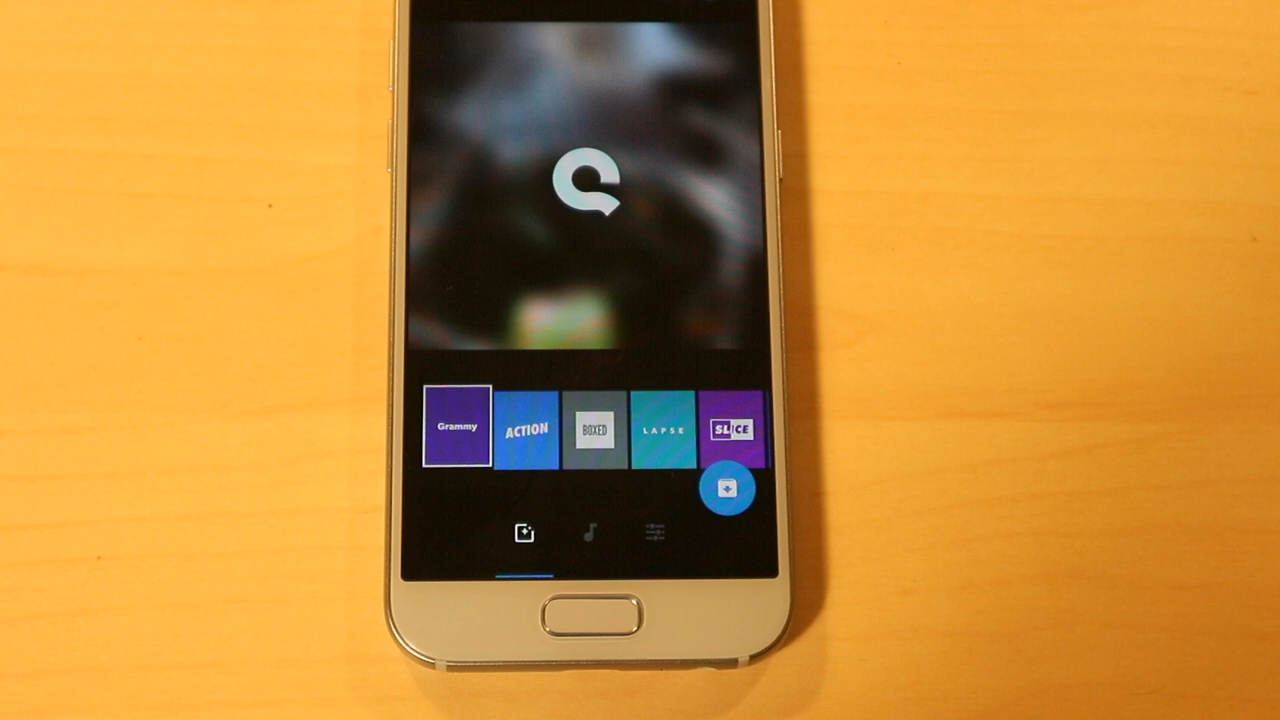 Grammy
ACTION
BOXED
LAPSE
SLICE